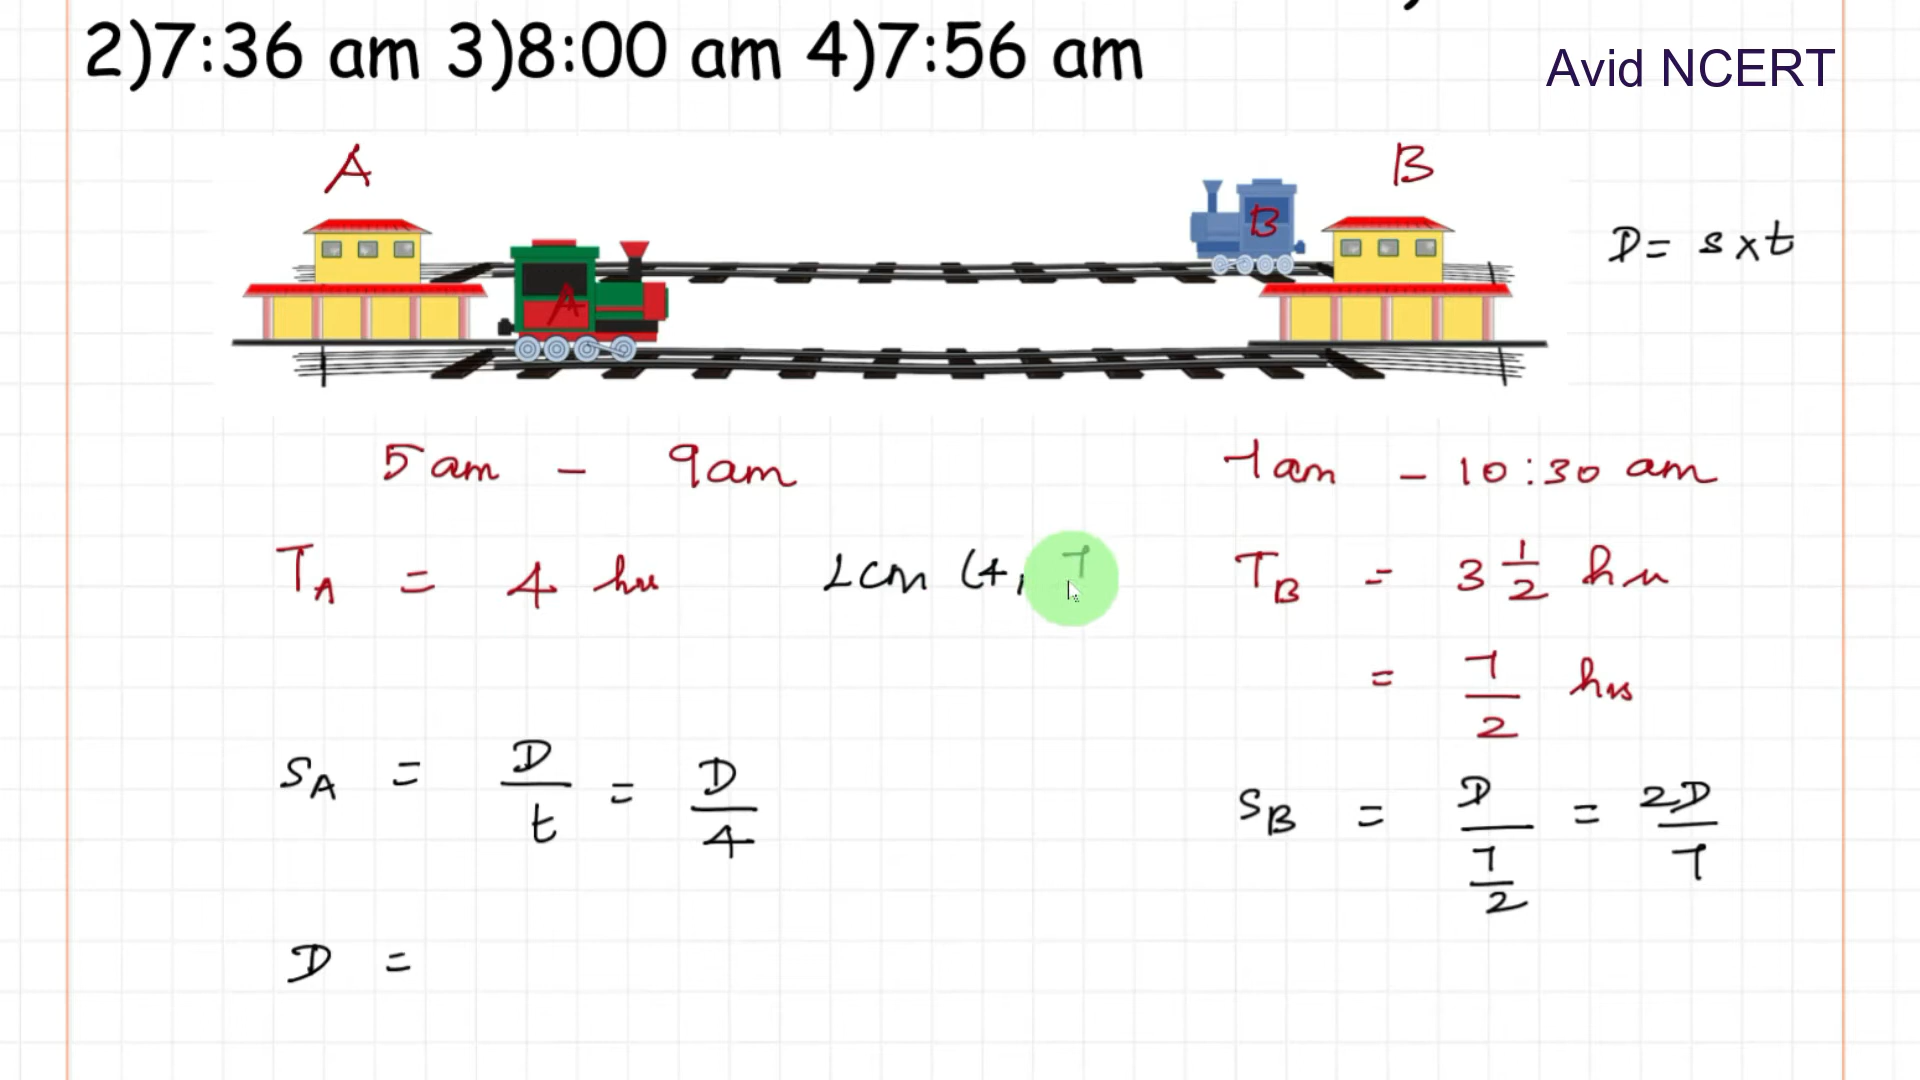 2)7:36 am 3)8:00 am 4)7:56 am
Avid NCERT
A
B
B
A
D = s x t
5 am - 9 am
7 am - 10:30 am
T_A = 4 hrs
Lcm (4, 7
T_B = 3 1/2 hrs
= 7/2 hrs
S_A = D/t = D/4
S_B = D/(7/2) = 2D/7
D =